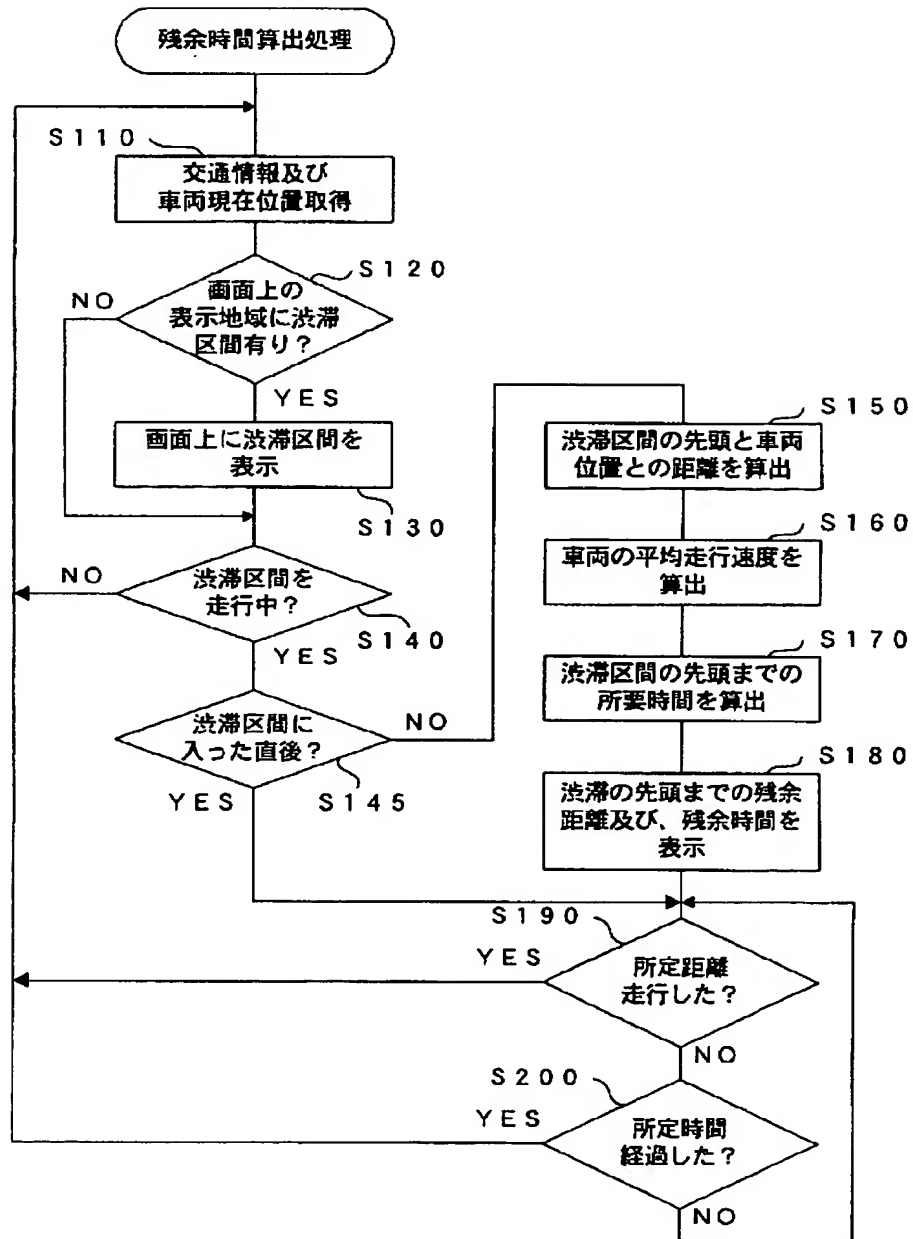 残余時間算出処理
S110
交通情報及び
車両現在位置取得
S120
画面上の
表示地域に渋滞
区間有り？
NO
YES
画面上に渋滞区間を
表示
S130
渋滞区間を
走行中？
NO
S140
YES
渋滞区間に
入った直後？
NO
YES
S145
S150
渋滞区間の先頭と車両
位置との距離を算出
S160
車両の平均走行速度を
算出
S170
渋滞区間の先頭までの
所要時間を算出
S180
渋滞の先頭までの残余
距離及び、残余時間を
表示
S190
YES
所定距離
走行した？
NO
S200
YES
所定時間
経過した？
NO